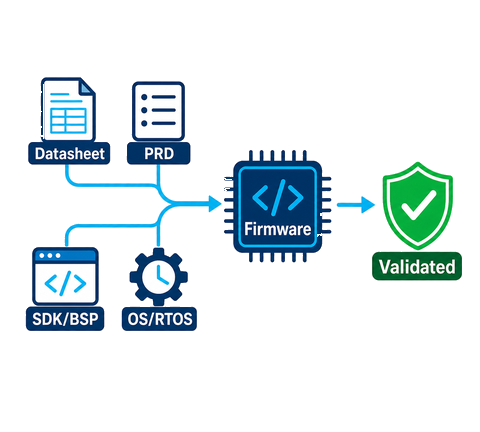 Datasheet
PRD
</>
Firmware
Validated
</>
SDK/BSP
OS/RTOS